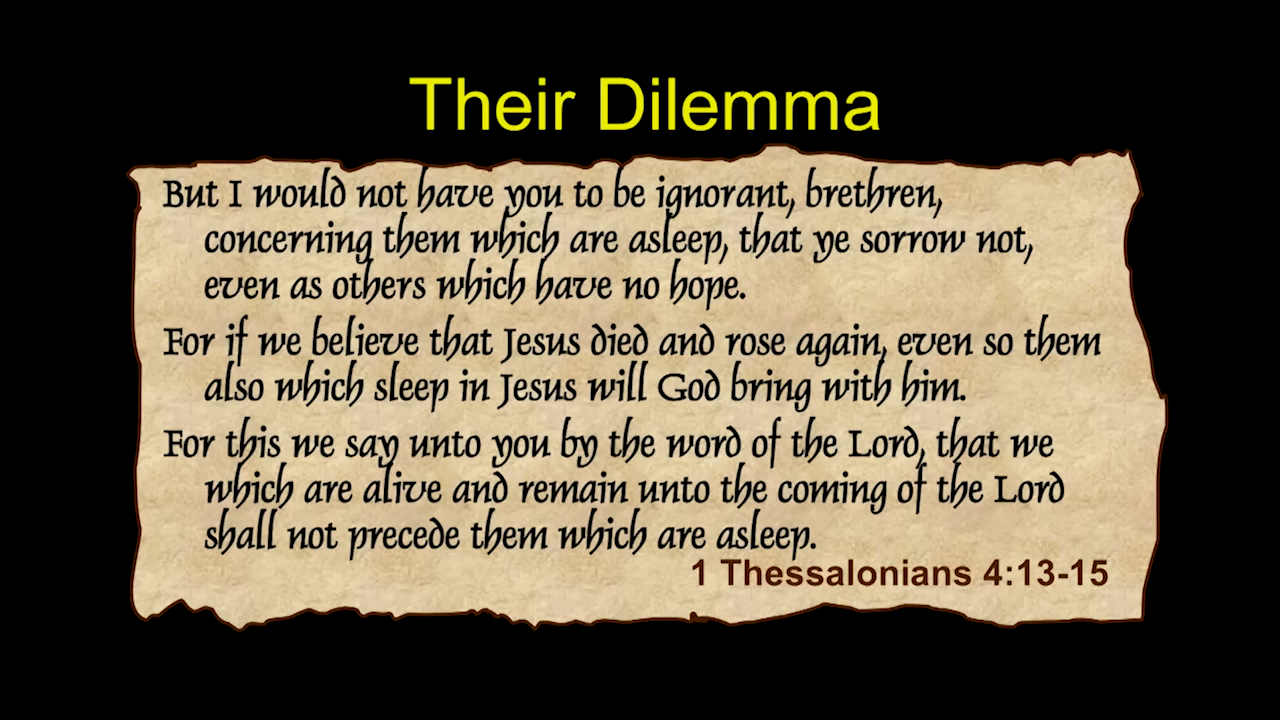 Their Dilemma
But I would not have you to be ignorant, brethren,
concerning them which are asleep, that ye sorrow not,
even as others which have no hope.
For if we believe that Jesus died and rose again, even so them
also which sleep in Jesus will God bring with him.
For this we say unto you by the word of the Lord, that we
which are alive and remain unto the coming of the Lord
shall not precede them which are asleep.
1 Thessalonians 4:13-15